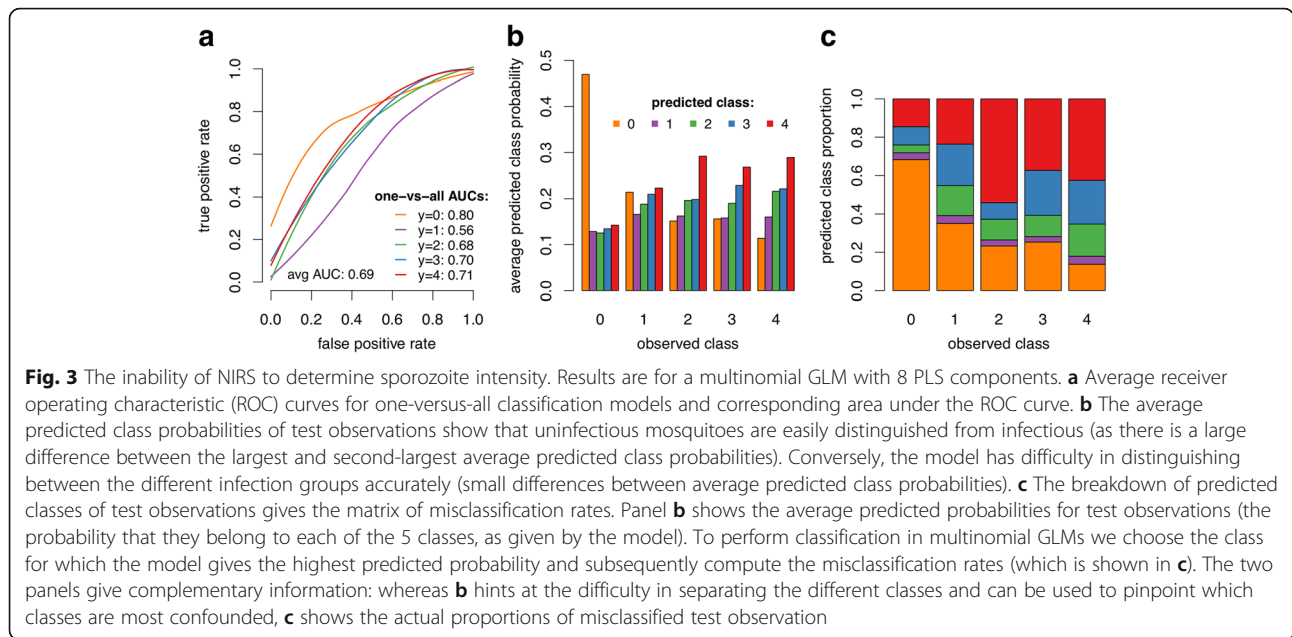 a
true positive rate
1.0
0.8
0.6
0.4
0.2
0.0
avg AUC: 0.69
one-vs-all AUCs:
y=0: 0.80
y=1: 0.56
y=2: 0.68
y=3: 0.70
y=4: 0.71
0.0 0.2 0.4 0.6 0.8 1.0
false positive rate
b
average predicted class probability
0.5
0.4
0.3
0.2
0.1
0.0
predicted class:
0 1 2 3 4
0 1 2 3 4
observed class
c
predicted class proportion
1.0
0.8
0.6
0.4
0.2
0.0
0 1 2 3 4
observed class
Fig. 3 The inability of NIRS to determine sporozoite intensity. Results are for a multinomial GLM with 8 PLS components. a Average receiver
operating characteristic (ROC) curves for one-versus-all classification models and corresponding area under the ROC curve. b The average
predicted class probabilities of test observations show that uninfectious mosquitoes are easily distinguished from infectious (as there is a large
difference between the largest and second-largest average predicted class probabilities). Conversely, the model has difficulty in distinguishing
between the different infection groups accurately (small differences between average predicted class probabilities). c The breakdown of predicted
classes of test observations gives the matrix of misclassification rates. Panel b shows the average predicted probabilities for test observations (the
probability that they belong to each of the 5 classes, as given by the model). To perform classification in multinomial GLMs we choose the class
for which the model gives the highest predicted probability and subsequently compute the misclassification rates (which is shown in c). The two
panels give complementary information: whereas b hints at the difficulty in separating the different classes and can be used to pinpoint which
classes are most confounded, c shows the actual proportions of misclassified test observation